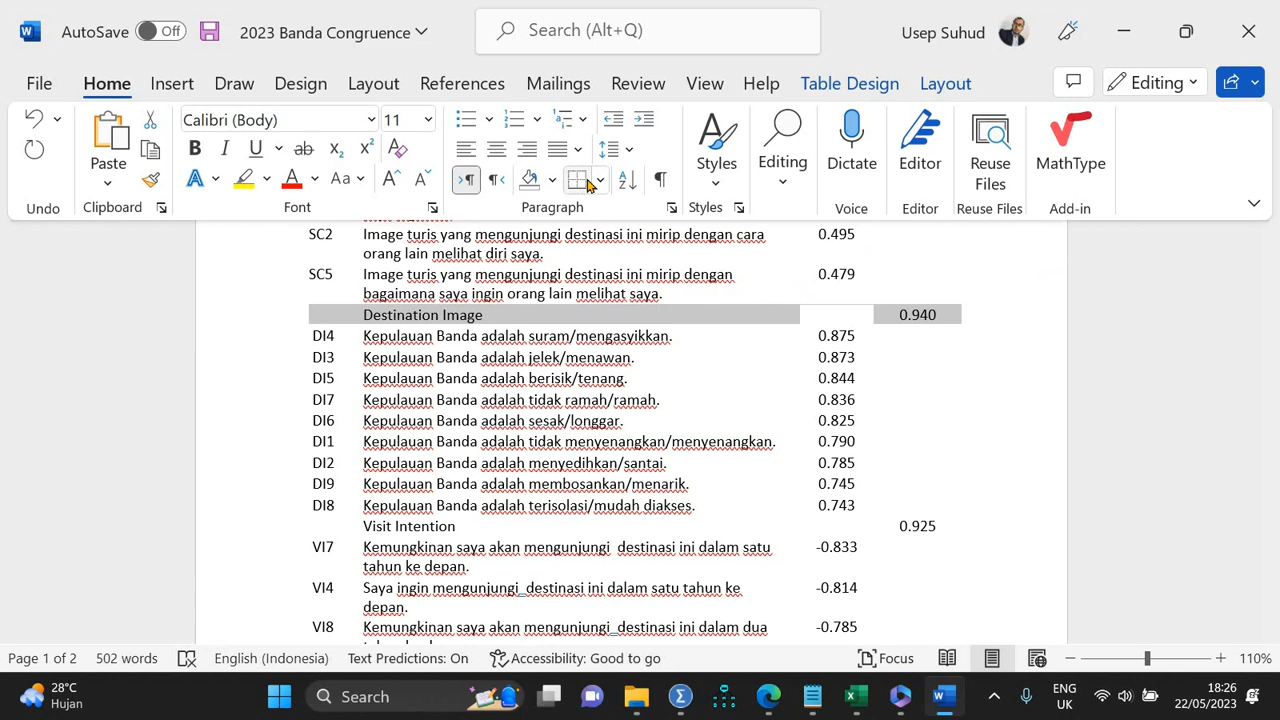 AutoSave Off 2023 Banda Congruence Search (Alt+Q) Usep Suhud
File Home Insert Draw Design Layout References Mailings Review View Help Table Design Layout Editing
Calibri (Body) 11
Paste Styles Editing Dictate Editor Reuse Files MathType
Undo Clipboard Font Paragraph Styles Voice Editor Reuse Files Add-in
SC2 Image turis yang mengunjungi destinasi ini mirip dengan cara 0.495
orang lain melihat diri saya.
SC5 Image turis yang mengunjungi destinasi ini mirip dengan 0.479
bagaimana saya ingin orang lain melihat saya.
Destination Image 0.940
DI4 Kepulauan Banda adalah suram/mengasyikkan. 0.875
DI3 Kepulauan Banda adalah jelek/menawan. 0.873
DI5 Kepulauan Banda adalah berisik/tenang. 0.844
DI7 Kepulauan Banda adalah tidak ramah/ramah. 0.836
DI6 Kepulauan Banda adalah sesak/longgar. 0.825
DI1 Kepulauan Banda adalah tidak menyenangkan/menyenangkan. 0.790
DI2 Kepulauan Banda adalah menyedihkan/santai. 0.785
DI9 Kepulauan Banda adalah membosankan/menarik. 0.745
DI8 Kepulauan Banda adalah terisolasi/mudah diakses. 0.743
Visit Intention 0.925
VI7 Kemungkinan saya akan mengunjungi destinasi ini dalam satu -0.833
tahun ke depan.
VI4 Saya ingin mengunjungi destinasi ini dalam satu tahun ke -0.814
depan.
VI8 Kemungkinan saya akan mengunjungi destinasi ini dalam dua -0.785
Page 1 of 2 502 words English (Indonesia) Text Predictions: On Accessibility: Good to go Focus 110%
28°C
Hujan
Search
ENG
UK
18:26
22/05/2023